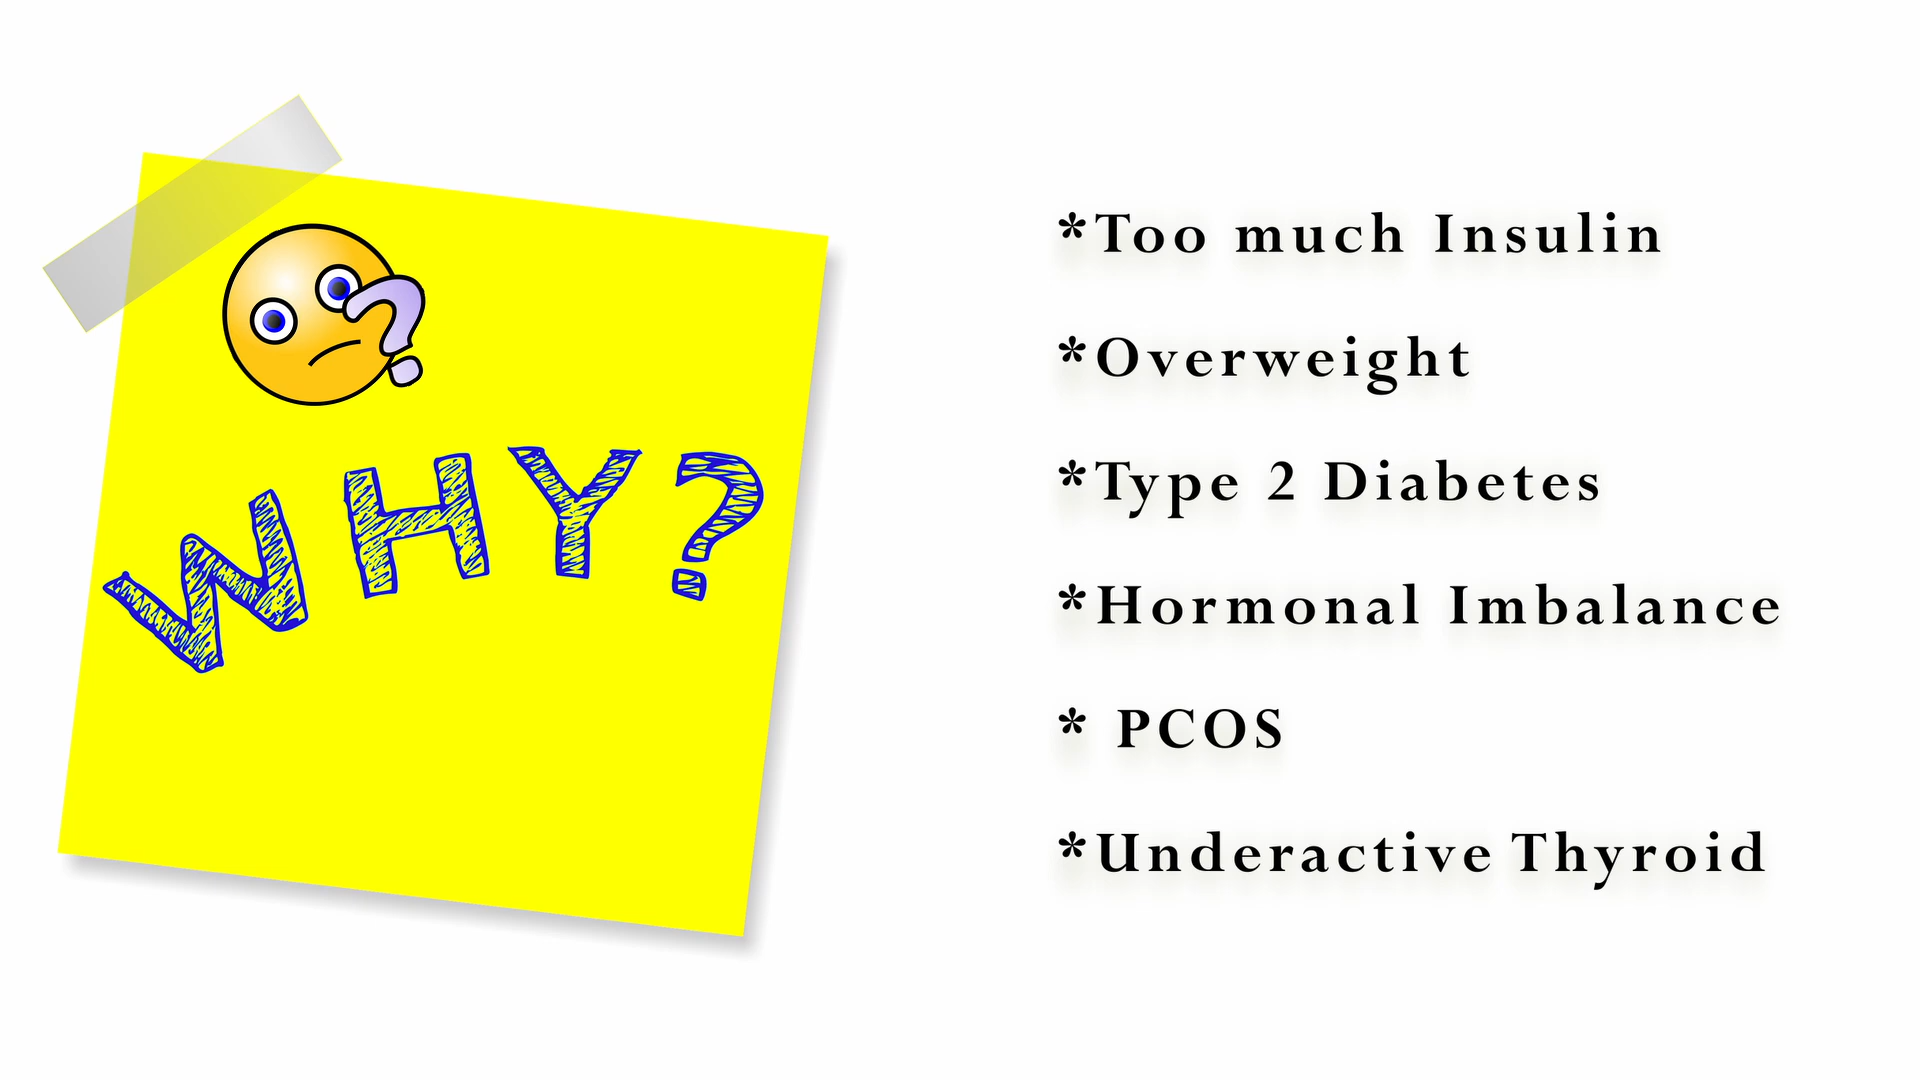 WHY?
*Too much Insulin
*Overweight
*Type 2 Diabetes
*Hormonal Imbalance
* PCOS
*Underactive Thyroid